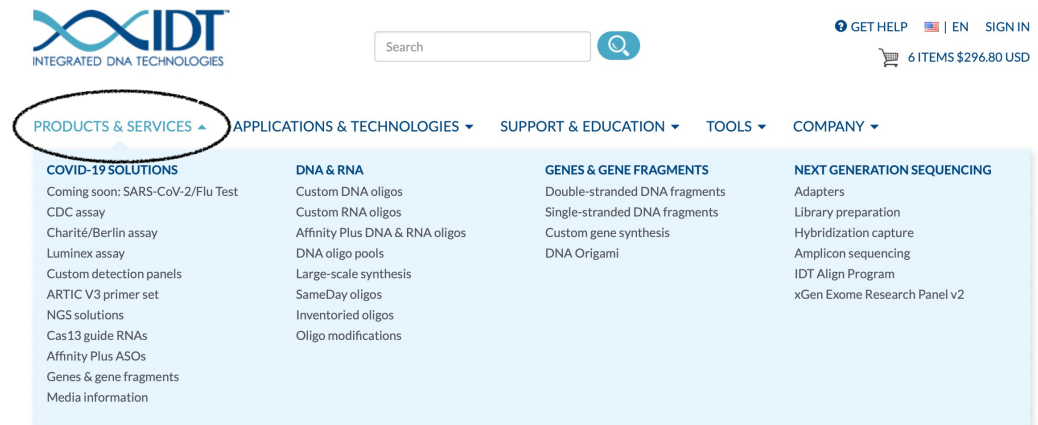 IDT™
INTEGRATED DNA TECHNOLOGIES
Search
GET HELP | EN SIGN IN
6 ITEMS $296.80 USD
PRODUCTS & SERVICES APPLICATIONS & TECHNOLOGIES SUPPORT & EDUCATION TOOLS COMPANY
COVID-19 SOLUTIONS
Coming soon: SARS-CoV-2/Flu Test
CDC assay
Charité/Berlin assay
Luminex assay
Custom detection panels
ARTIC V3 primer set
NGS solutions
Cas13 guide RNAs
Affinity Plus ASOs
Genes & gene fragments
Media information
DNA & RNA
Custom DNA oligos
Custom RNA oligos
Affinity Plus DNA & RNA oligos
DNA oligo pools
Large-scale synthesis
SameDay oligos
Inventoried oligos
Oligo modifications
GENES & GENE FRAGMENTS
Double-stranded DNA fragments
Single-stranded DNA fragments
Custom gene synthesis
DNA Origami
NEXT GENERATION SEQUENCING
Adapters
Library preparation
Hybridization capture
Amplicon sequencing
IDT Align Program
xGen Exome Research Panel v2